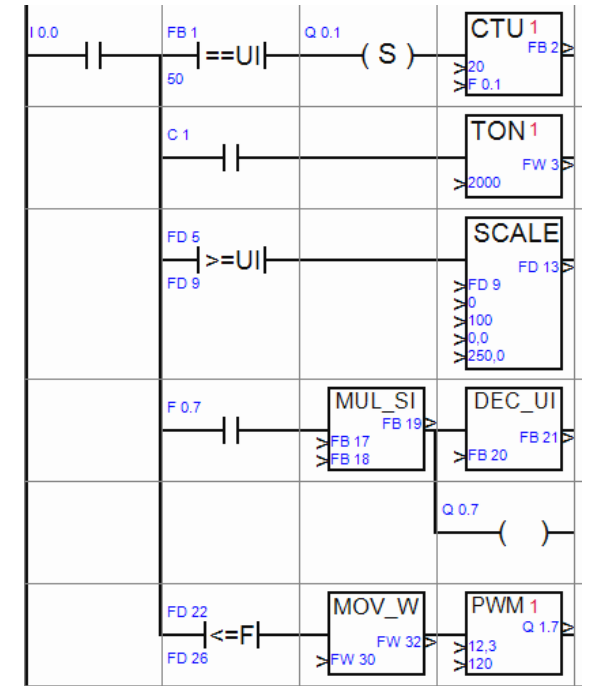 I 0.0 FB 1 Q 0.1 CTU 1
==UI ( S ) FB 2
50 20
F 0.1
C 1 TON 1
FW 3
2000
FD 5 SCALE
>=UI FD 13
FD 9 FD 9
0
100
0,0
250,0
F 0.7 MUL_SI DEC_UI
FB 19 FB 21
FB 17 FB 20
FB 18
Q 0.7
( )
FD 22 MOV_W PWM 1
<=F FW 32 Q 1.7
FD 26 FW 30 12,3
120